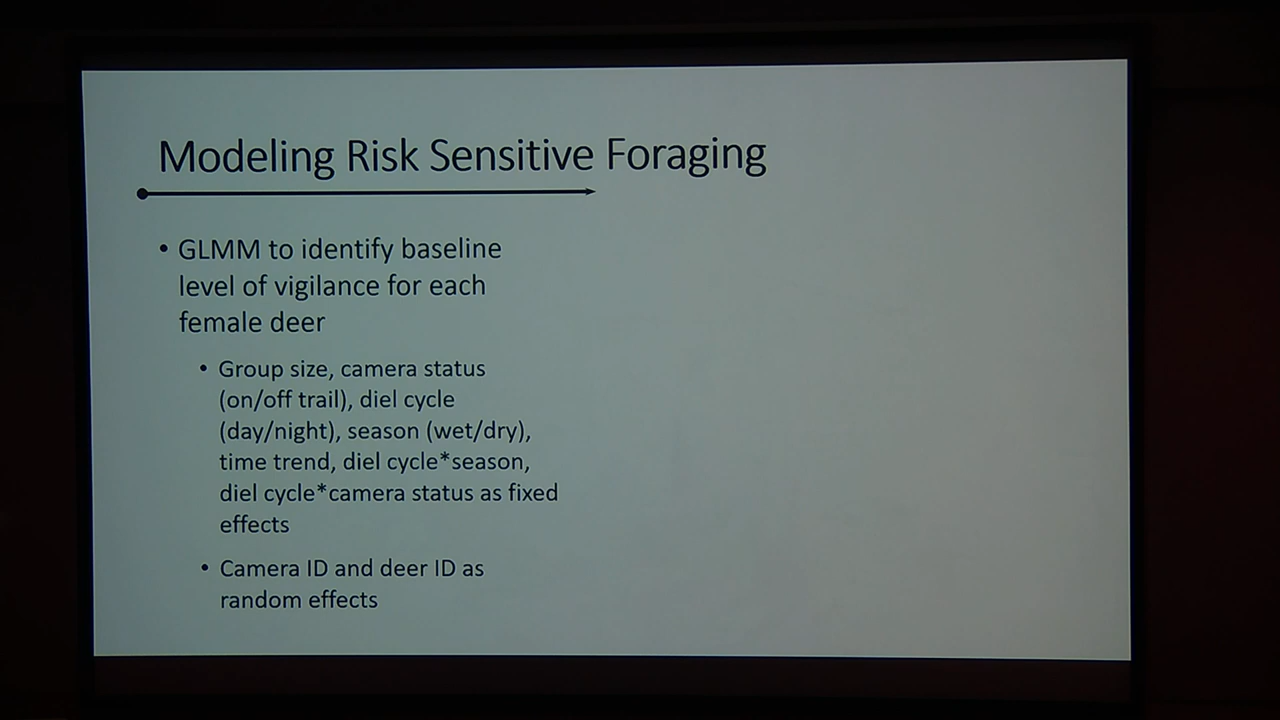 Modeling Risk Sensitive Foraging
• GLMM to identify baseline
level of vigilance for each
female deer
• Group size, camera status
(on/off trail), diel cycle
(day/night), season (wet/dry),
time trend, diel cycle*season,
diel cycle*camera status as fixed
effects
• Camera ID and deer ID as
random effects